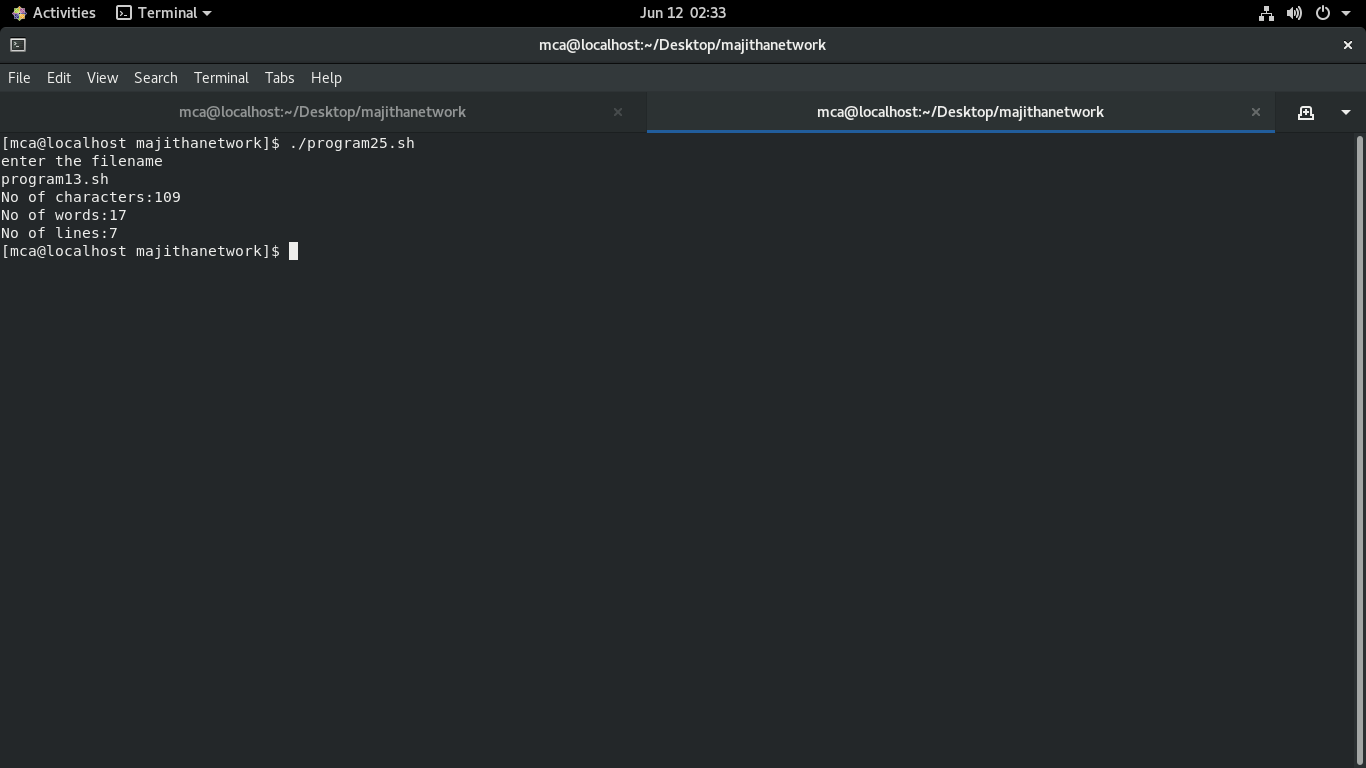 Activities Terminal Jun 12 02:33
mca@localhost:~/Desktop/majithanetwork
File Edit View Search Terminal Tabs Help
mca@localhost:~/Desktop/majithanetwork mca@localhost:~/Desktop/majithanetwork
[mca@localhost majithanetwork]$ ./program25.sh
enter the filename
program13.sh
No of characters:109
No of words:17
No of lines:7
[mca@localhost majithanetwork]$